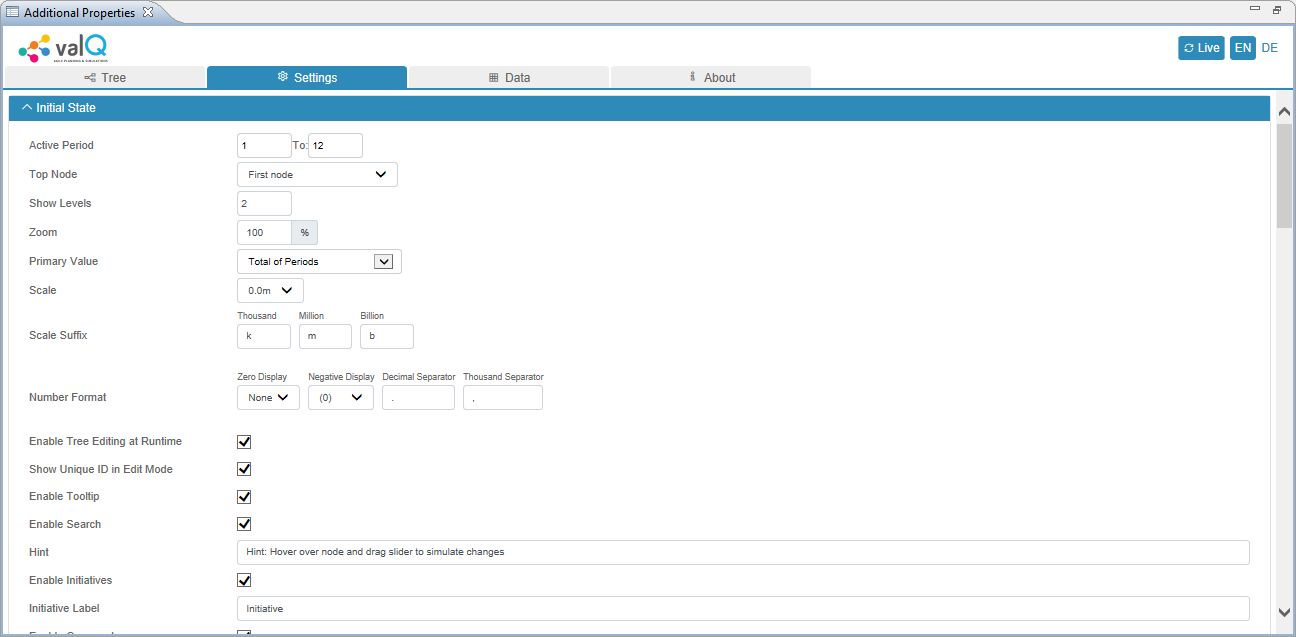 Additional Properties
valQ
AGILE PLANNING & SIMULATIONS
Live EN DE
Tree Settings Data About
Initial State
Active Period 1 To: 12
Top Node First node
Show Levels 2
Zoom 100 %
Primary Value Total of Periods
Scale 0.0m
Thousand Million Billion
Scale Suffix k m b
Zero Display Negative Display Decimal Separator Thousand Separator
Number Format None (0) . ,
Enable Tree Editing at Runtime
Show Unique ID in Edit Mode
Enable Tooltip
Enable Search
Hint Hint: Hover over node and drag slider to simulate changes
Enable Initiatives
Initiative Label Initiative